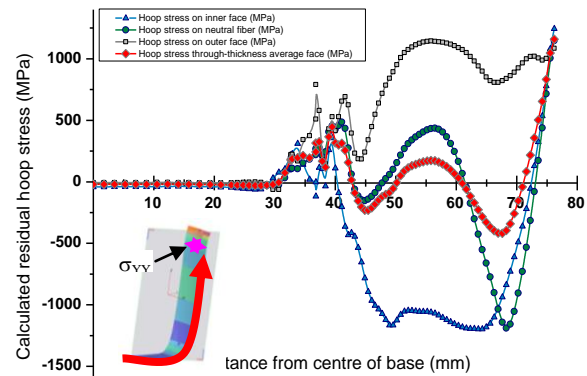 Hoop stress on inner face (MPa)
Hoop stress on neutral fiber (MPa)
Hoop stress on outer face (MPa)
Hoop stress through-thickness average face (MPa)
Calculated residual hoop stress (MPa)
1000
500
0
-500
-1000
-1500
0 10 20 30 40 50 60 70 80
σYY
tance from centre of base (mm)